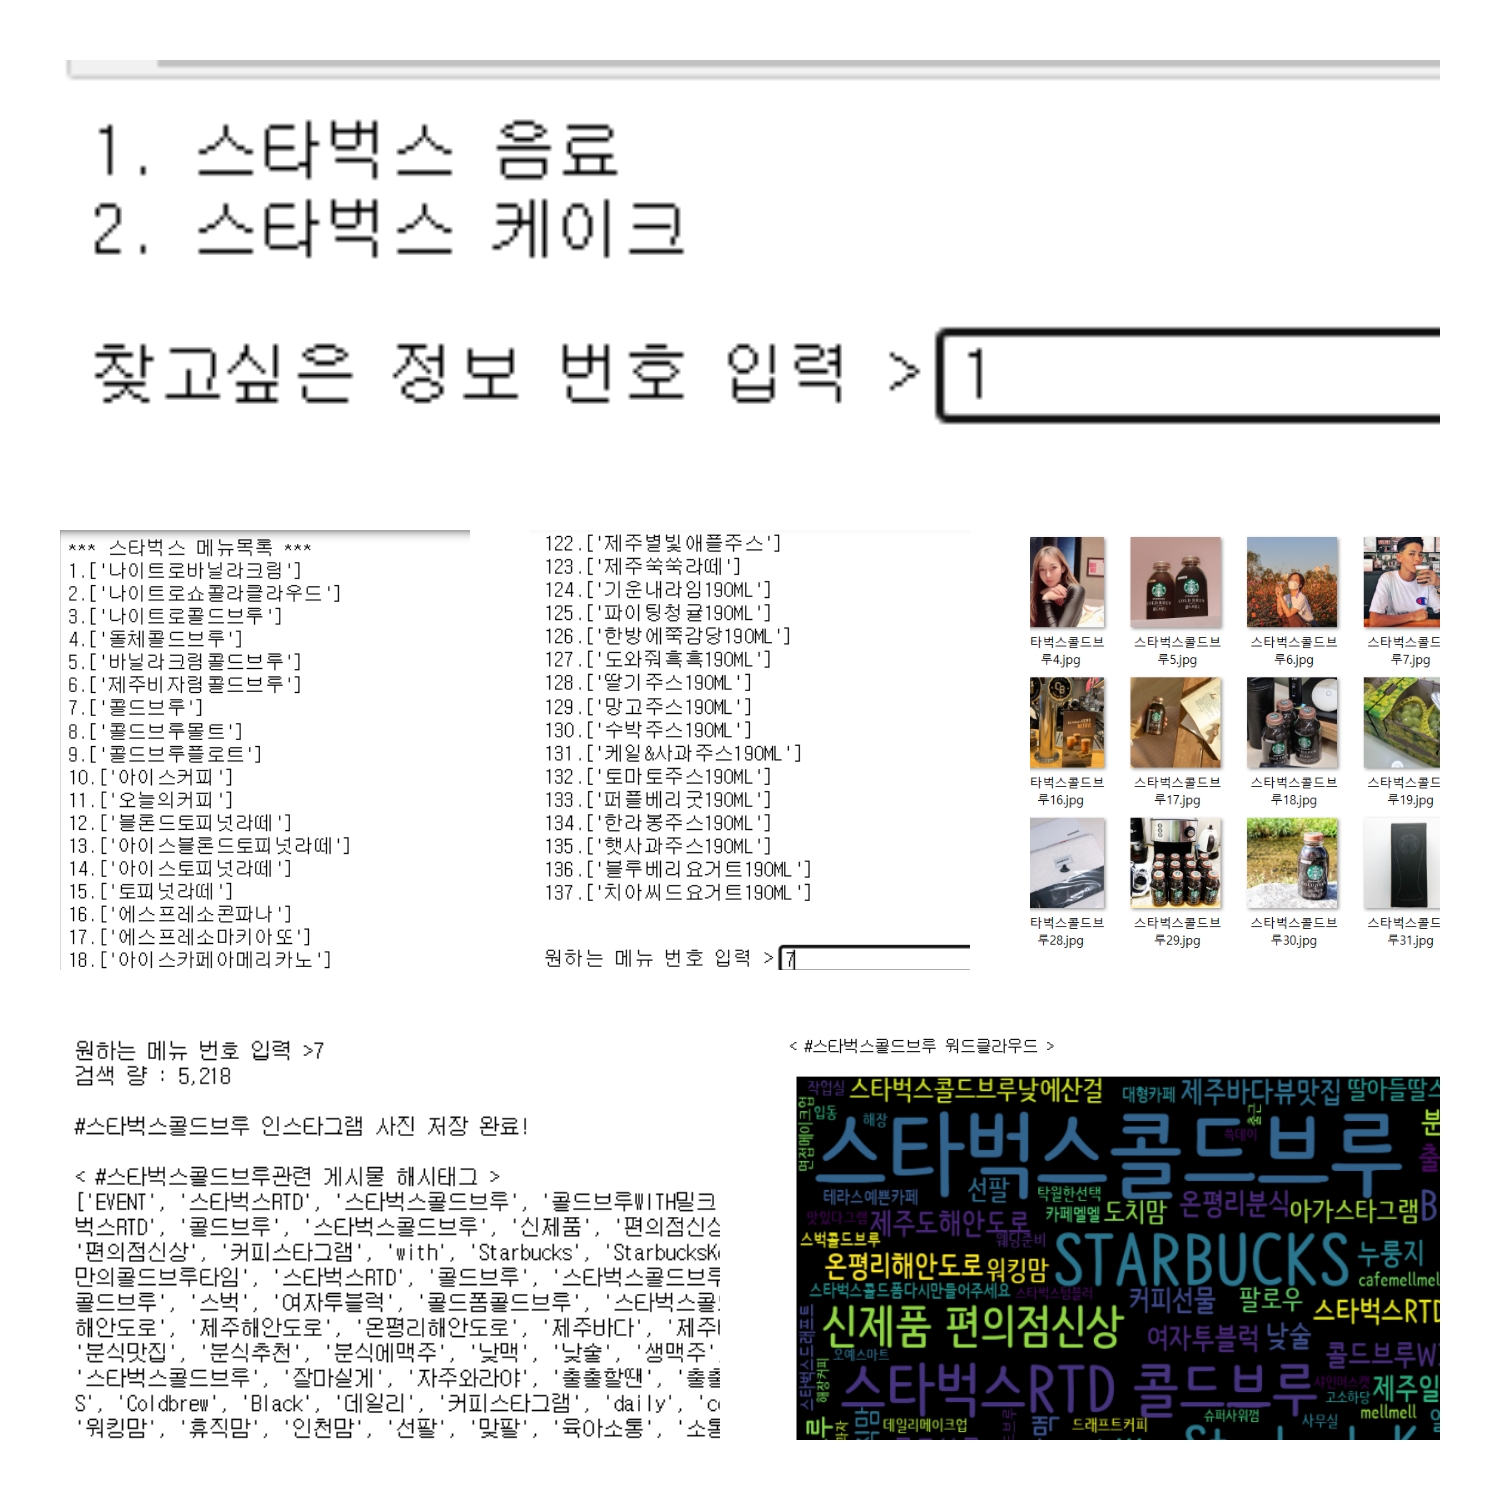 1. 스타벅스 음료
2. 스타벅스 케이크
찾고싶은 정보 번호 입력 >1
*** 스타벅스 메뉴목록 ***
1.['나이트로바닐라크림']
2.['나이트로쇼콜라클라우드']
3.['나이트로콜드브루']
4.['돌체콜드브루']
5.['바닐라크림콜드브루']
6.['제주비자림콜드브루']
7.['콜드브루']
8.['콜드브루몰트']
9.['콜드브루플로트']
10.['아이스커피']
11.['오늘의커피']
12.['블론드토피넛라떼']
13.['아이스블론드토피넛라떼']
14.['아이스토피넛라떼']
15.['토피넛라떼']
16.['에스프레소콘파나']
17.['에스프레소마키아또']
18.['아이스카페아메리카노']
122.['제주별빛애플주스']
123.['제주쑥쑥라떼']
124.['기운내라임190ML']
125.['파이팅청귤190ML']
126.['한방에쭉감당190ML']
127.['도와줘흑흑190ML']
128.['딸기주스190ML']
129.['망고주스190ML']
130.['수박주스190ML']
131.['케일&사과주스190ML']
132.['토마토주스190ML']
133.['퍼플베리굿190ML']
134.['한라봉주스190ML']
135.['햇사과주스190ML']
136.['블루베리요거트190ML']
137.['치아씨드요거트190ML']
원하는 메뉴 번호 입력 >7
타벅스콜드브 스타벅스콜드브 스타벅스콜드브 스타벅스콜드브
루4.jpg 루5.jpg 루6.jpg 루7.jpg
타벅스콜드브 스타벅스콜드브 스타벅스콜드브 스타벅스콜드브
루16.jpg 루17.jpg 루18.jpg 루19.jpg
타벅스콜드브 스타벅스콜드브 스타벅스콜드브 스타벅스콜드브
루28.jpg 루29.jpg 루30.jpg 루31.jpg
원하는 메뉴 번호 입력 >7
검색 량 : 5,218
#스타벅스콜드브루 인스타그램 사진 저장 완료!
< #스타벅스콜드브루관련 게시물 해시태그 >
['EVENT', '스타벅스RTD', '스타벅스콜드브루', '콜드브루WITH밀크
벅스RTD', '콜드브루', '스타벅스콜드브루', '신제품', '편의점신상
'편의점신상', '커피스타그램', 'with', 'Starbucks', 'StarbucksK
만의콜드브루타임', '스타벅스RTD', '콜드브루', '스타벅스콜드브루
콜드브루', '스벅', '여자투블럭', '콜드폼콜드브루', '스타벅스콜
해안도로', '제주해안도로', '온평리해안도로', '제주바다', '제주
'분식맛집', '분식추천', '분식에맥주', '낮맥', '낮술', '생맥주'
'스타벅스콜드브루', '잘마실게', '자주와라야', '출출할땐', '출출
S', 'Coldbrew', 'Black', '데일리', '커피스타그램', 'daily', 'c
'워킹맘', '휴직맘', '인천맘', '선팔', '맞팔', '육아소통', '소통
< #스타벅스콜드브루 워드클라우드 >
작업실 스타벅스콜드브루낮에산걸 대형카페 제주바다뷰맛집 딸아들딸스
면접메이크업 입동 해장 쓱데이 출근
스타벅스콜드브루
테라스예쁜카페 선팔 탁월한선택 온평리분식 아가스타그램
맛있다그램 제주도해안도로 카페멜멜 도치맘
스벅콜드브루 웨딩준비
온평리해안도로 워킹맘 STARBUCKS 누룽지
cafemellmel
스타벅스콜드폼다시만들어주세요 스타벅스텀블러 커피선물 팔로우 스타벅스RTD
신제품 편의점신상 여자투블럭 낮술
오예스마트 콜드브루W
스타벅스드래프트 해장커피 스타벅스RTD 콜드브루 샤인머스캣 제주일
고소하당
슈퍼사워껌 사무실 mellmell
데일리메이크업 드래프트커피